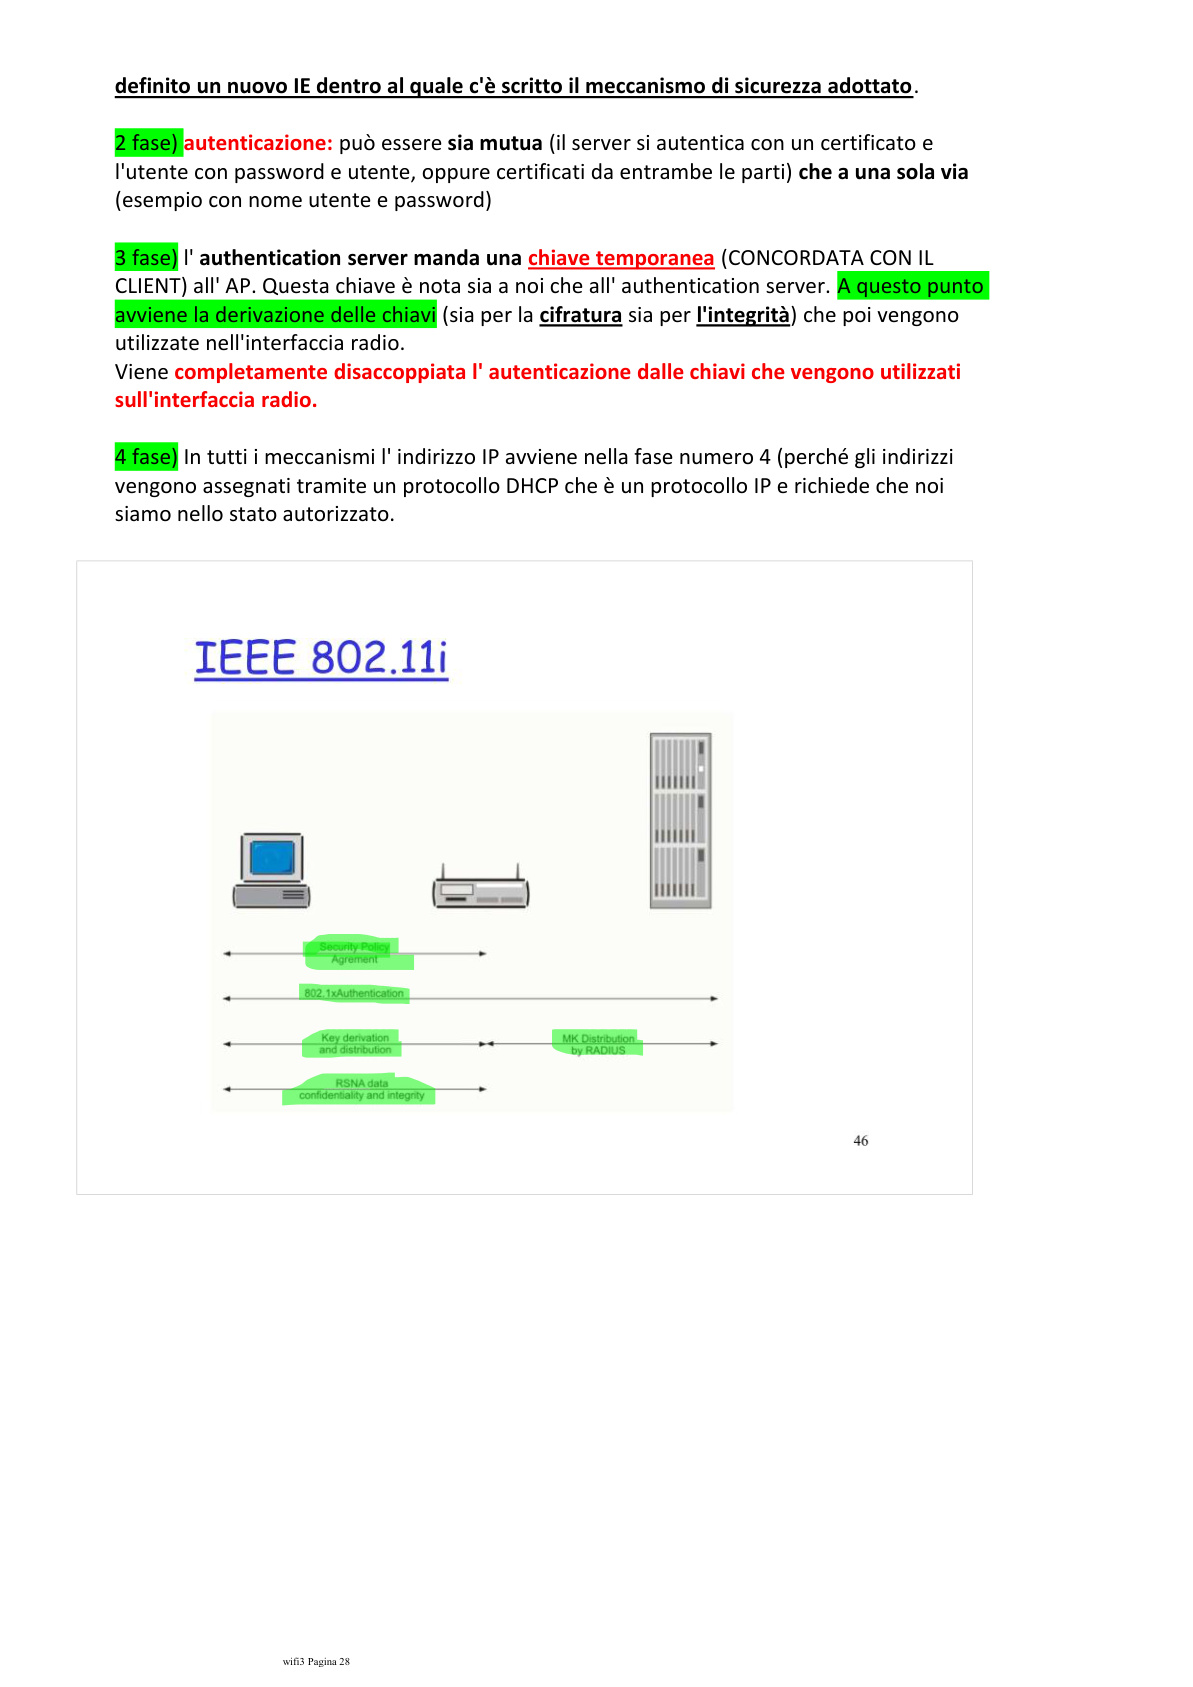 definito un nuovo IE dentro al quale c'è scritto il meccanismo di sicurezza adottato.
2 fase) autenticazione: può essere sia mutua (il server si autentica con un certificato e
l'utente con password e utente, oppure certificati da entrambe le parti) che a una sola via
(esempio con nome utente e password)
3 fase) l' authentication server manda una chiave temporanea (CONCORDATA CON IL
CLIENT) all' AP. Questa chiave è nota sia a noi che all' authentication server. A questo punto
avviene la derivazione delle chiavi (sia per la cifratura sia per l'integrità) che poi vengono
utilizzate nell'interfaccia radio.
Viene completamente disaccoppiata l' autenticazione dalle chiavi che vengono utilizzati
sull'interfaccia radio.
4 fase) In tutti i meccanismi l' indirizzo IP avviene nella fase numero 4 (perché gli indirizzi
vengono assegnati tramite un protocollo DHCP che è un protocollo IP e richiede che noi
siamo nello stato autorizzato.
IEEE 802.11i
Security Policy
Agrement
802.1xAuthentication
Key derivation
and distribution
MK Distribution
by RADIUS
RSNA data
confidentiality and integrity
46
wifi3 Pagina 28